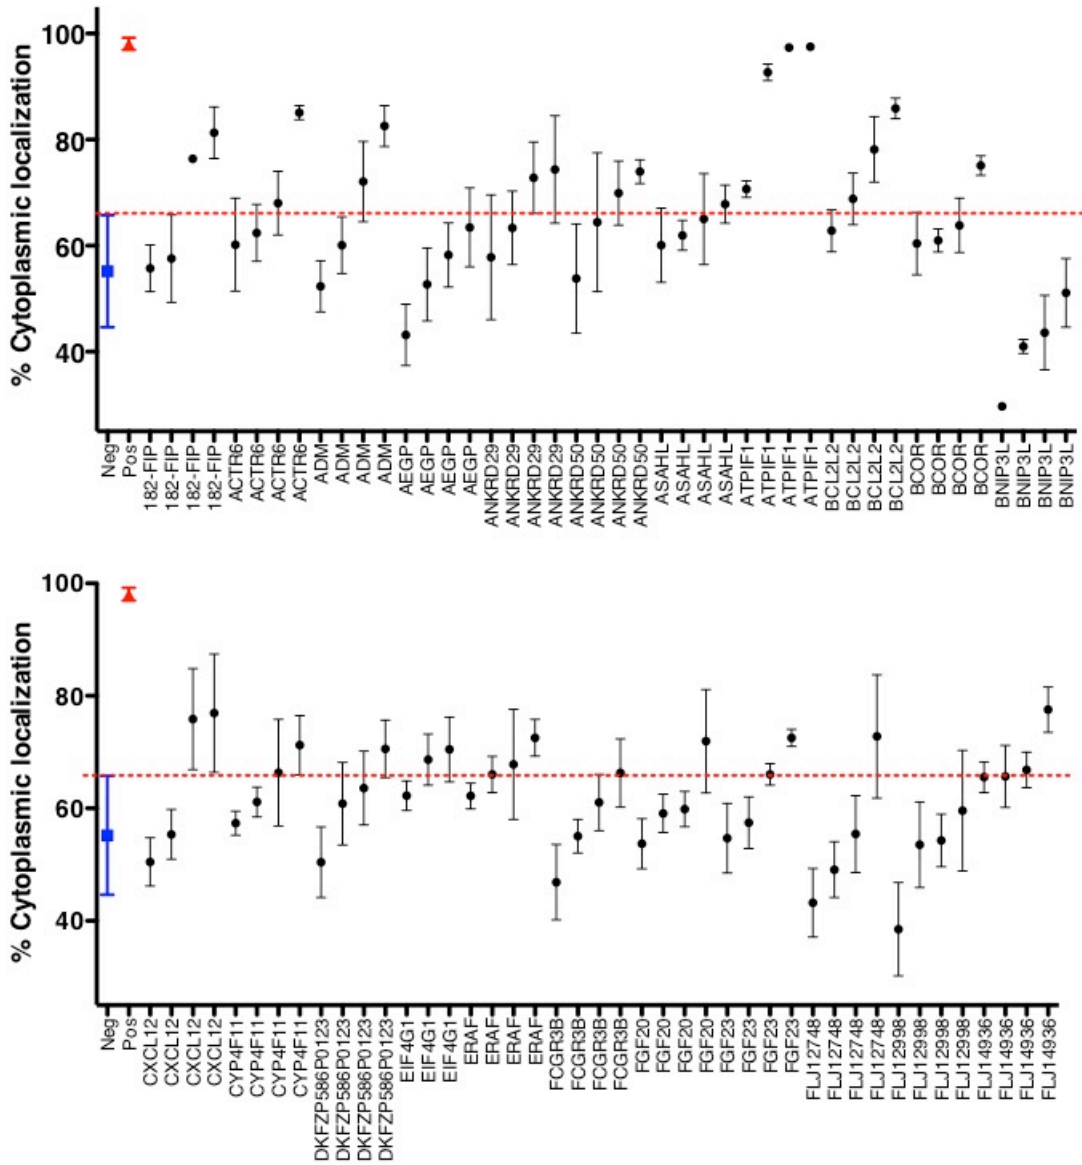 % Cytoplasmic localization
100
80
60
40
Neg
Pos
182-FIP
182-FIP
182-FIP
182-FIP
ACTR6
ACTR6
ACTR6
ACTR6
ADM
ADM
ADM
ADM
AEGP
AEGP
AEGP
AEGP
ANKRD29
ANKRD29
ANKRD29
ANKRD29
ANKRD50
ANKRD50
ANKRD50
ANKRD50
ASAHL
ASAHL
ASAHL
ASAHL
ATPIF1
ATPIF1
ATPIF1
ATPIF1
BCL2L2
BCL2L2
BCL2L2
BCL2L2
BCOR
BCOR
BCOR
BCOR
BNIP3L
BNIP3L
BNIP3L
BNIP3L
% Cytoplasmic localization
100
80
60
40
Neg
Pos
CXCL12
CXCL12
CXCL12
CXCL12
CYP4F11
CYP4F11
CYP4F11
CYP4F11
DKFZP586P0123
DKFZP586P0123
DKFZP586P0123
DKFZP586P0123
EIF4G1
EIF4G1
EIF4G1
ERAF
ERAF
ERAF
ERAF
FCGR3B
FCGR3B
FCGR3B
FCGR3B
FGF20
FGF20
FGF20
FGF20
FGF23
FGF23
FGF23
FGF23
FLJ12748
FLJ12748
FLJ12748
FLJ12748
FLJ12998
FLJ12998
FLJ12998
FLJ12998
FLJ14936
FLJ14936
FLJ14936
FLJ14936